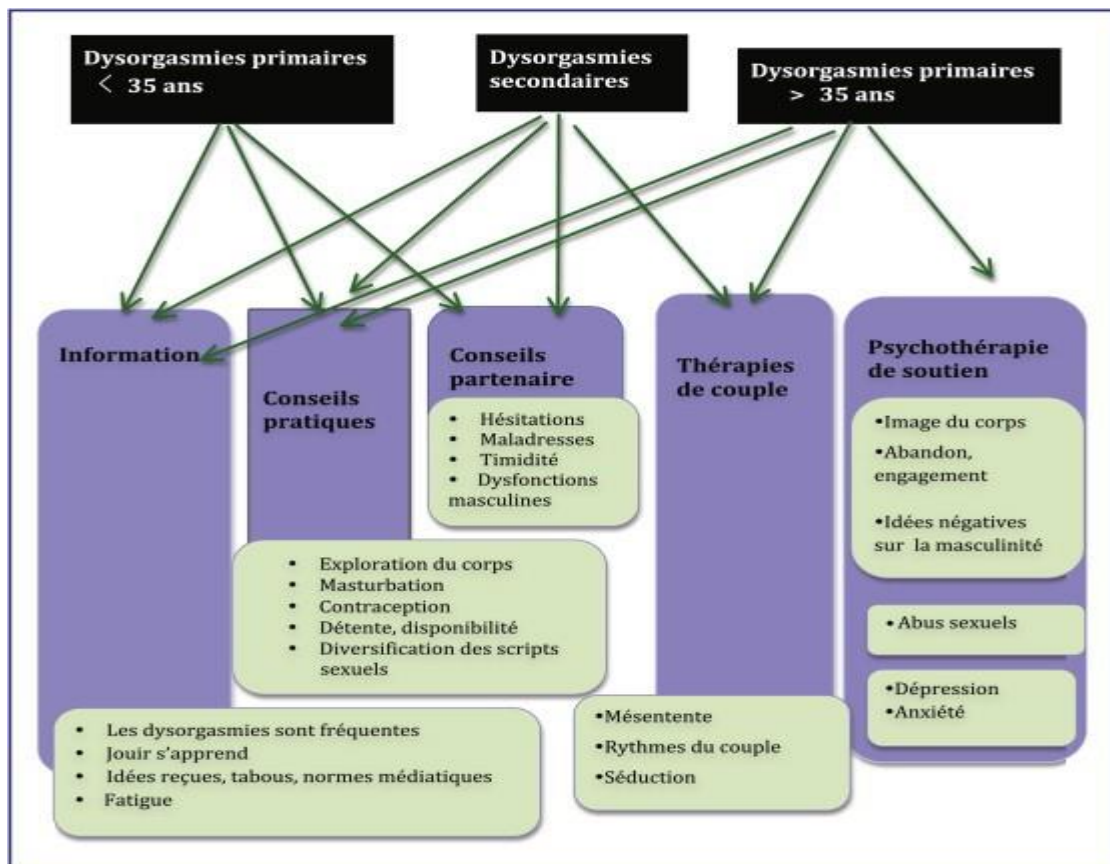 Dysorgasmies primaires
< 35 ans
Dysorgasmies
secondaires
Dysorgasmies primaires
> 35 ans
Information
Conseils
pratiques
Conseils
partenaire
• Hésitations
• Maladresses
• Timidité
• Dysfonctions
masculines
Thérapies
de couple
Psychothérapie
de soutien
•Image du corps
•Abandon,
engagement
•Idées négatives
sur la masculinité
• Abus sexuels
•Dépression
•Anxiété
• Exploration du corps
• Masturbation
• Contraception
• Détente, disponibilité
• Diversification des scripts
sexuels
• Les dysorgasmies sont fréquentes
• Jouir s'apprend
• Idées reçues, tabous, normes médiatiques
• Fatigue
•Mésentente
•Rythmes du couple
•Séduction